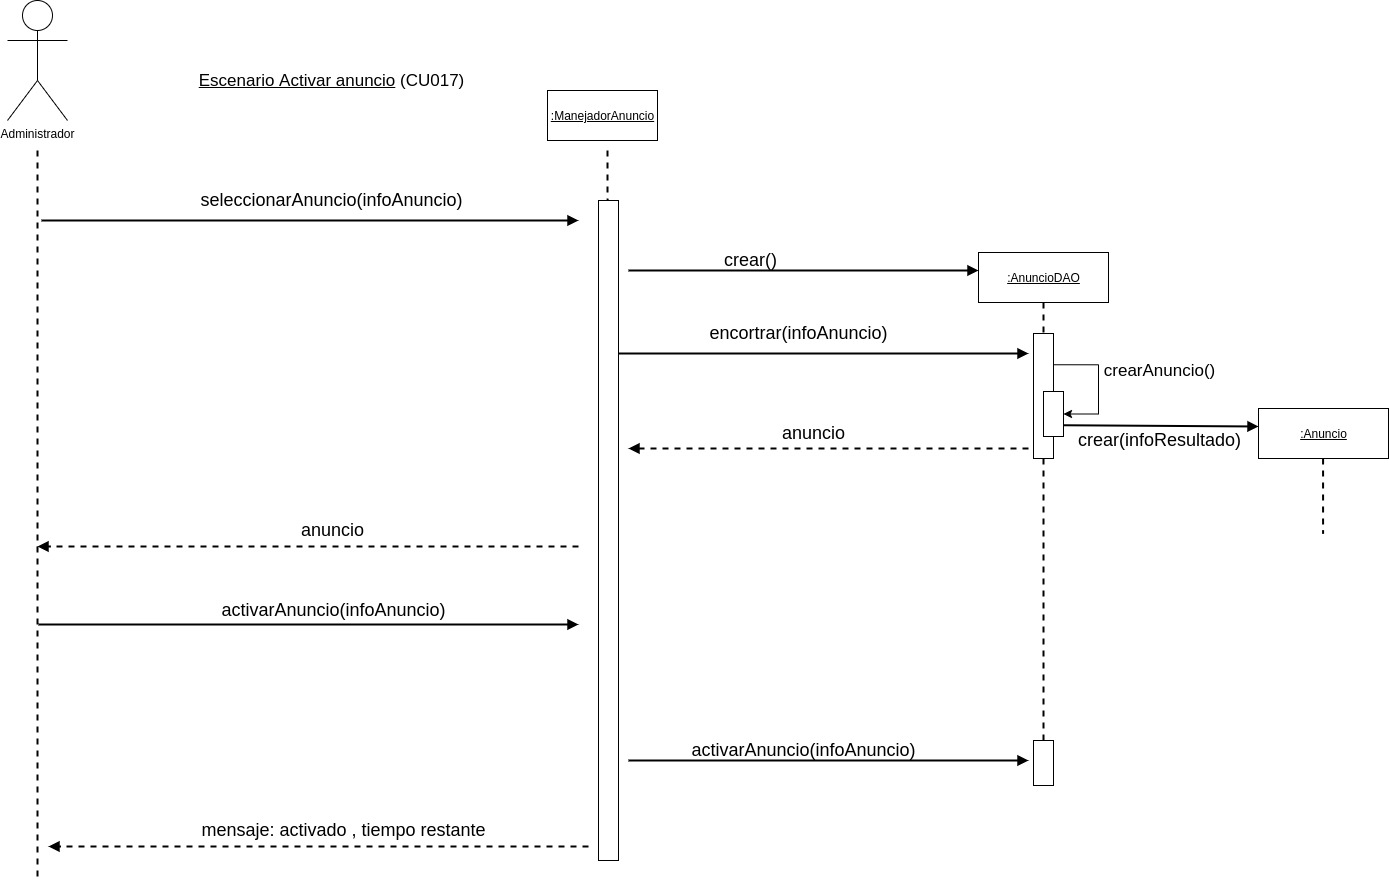 Escenario Activar anuncio (CU017)
:ManejadorAnuncio
Administrador
seleccionarAnuncio(infoAnuncio)
crear()
:AnuncioDAO
encortrar(infoAnuncio)
crearAnuncio()
anuncio
:Anuncio
crear(infoResultado)
anuncio
activarAnuncio(infoAnuncio)
activarAnuncio(infoAnuncio)
mensaje: activado , tiempo restante